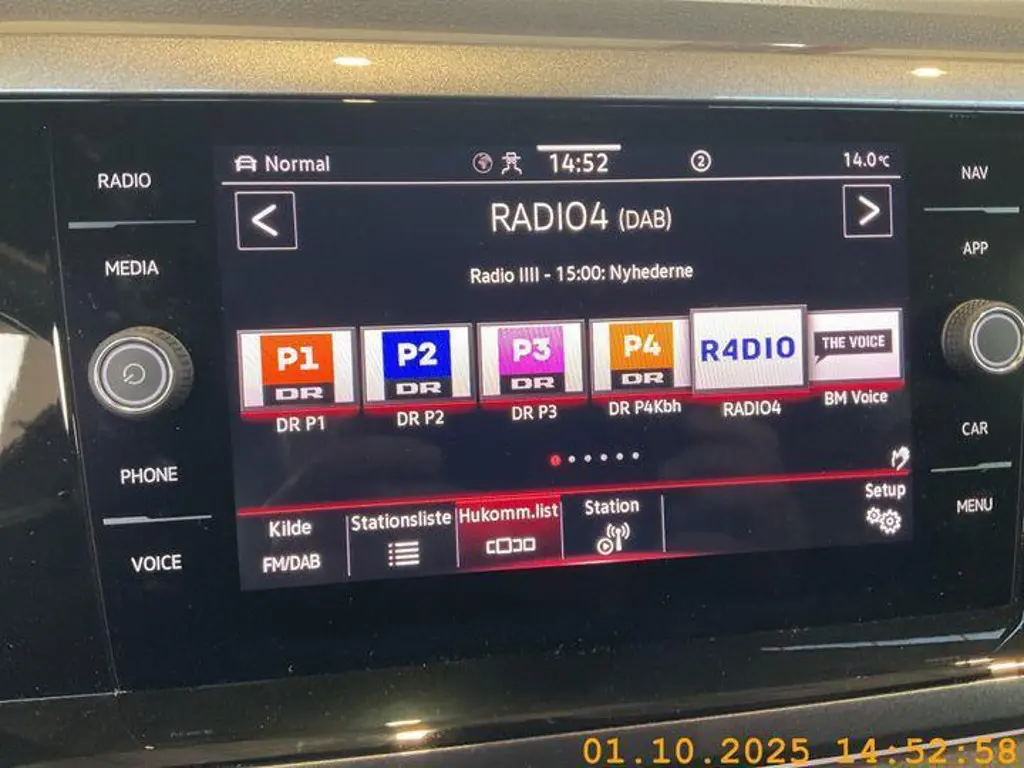 RADIO
MEDIA
PHONE
VOICE
Normal
14:52
2
14.0°C
RADIO4 (DAB)
Radio IIII - 15:00: Nyhederne
P1
DR
DR P1
P2
DR
DR P2
P3
DR
DR P3
P4
DR
DR P4Kbh
R4DIO
RADIO4
THE VOICE
BM Voice
Kilde
FM/DAB
Stationsliste
Hukomm.list
Station
Setup
NAV
APP
CAR
MENU
01.10.2025 14:52:58